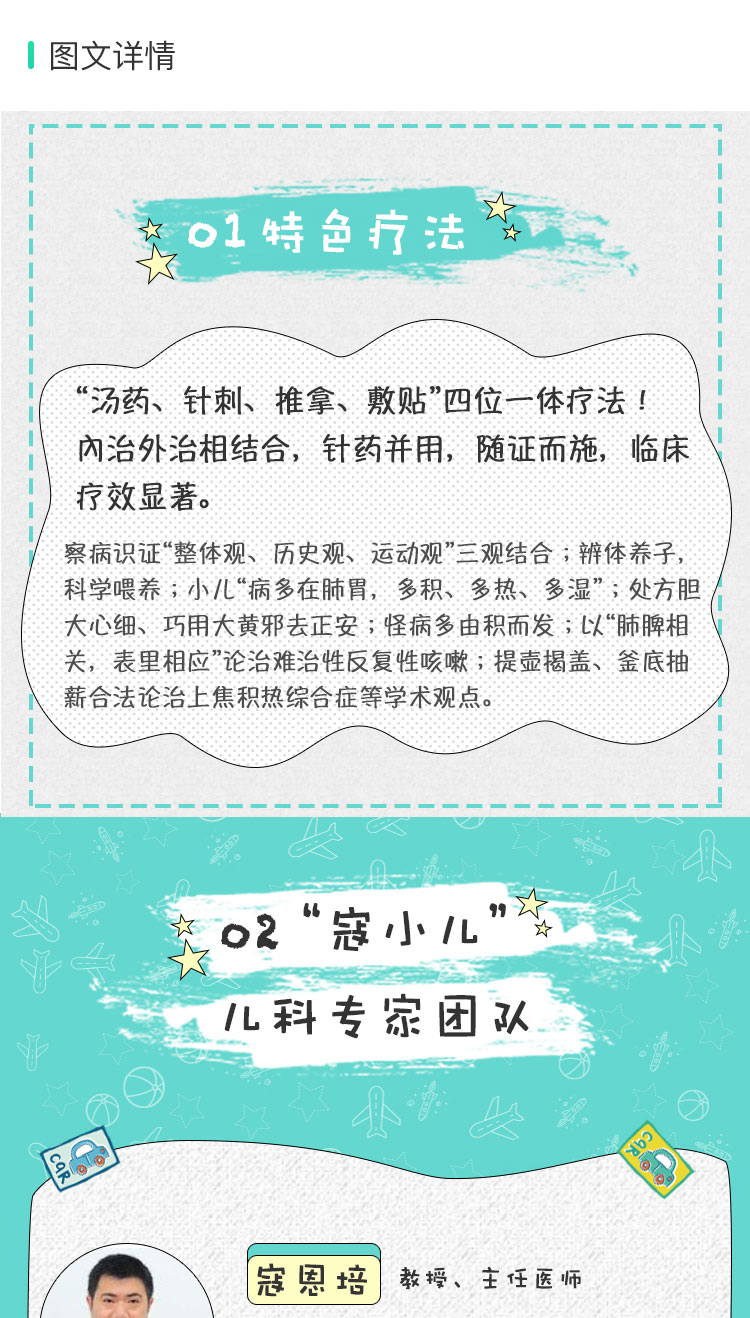 图文详情
01特色疗法
“汤药、针刺、推拿、敷贴”四位一体疗法！
内治外治相结合，针药并用，随证而施，临床
疗效显著。
察病识证“整体观、历史观、运动观”三观结合；辨体养子，
科学喂养；小儿“病多在肺胃，多积、多热、多湿”；处方胆
大心细、巧用大黄邪去正安；怪病多由积而发；以“肺脾相
关，表里相应”论治难治性反复性咳嗽；提壶揭盖、釜底抽
薪合法论治上焦积热综合症等学术观点。
02“寇小儿”
儿科专家团队
CAR
CAR
寇恩培 教授、主任医师